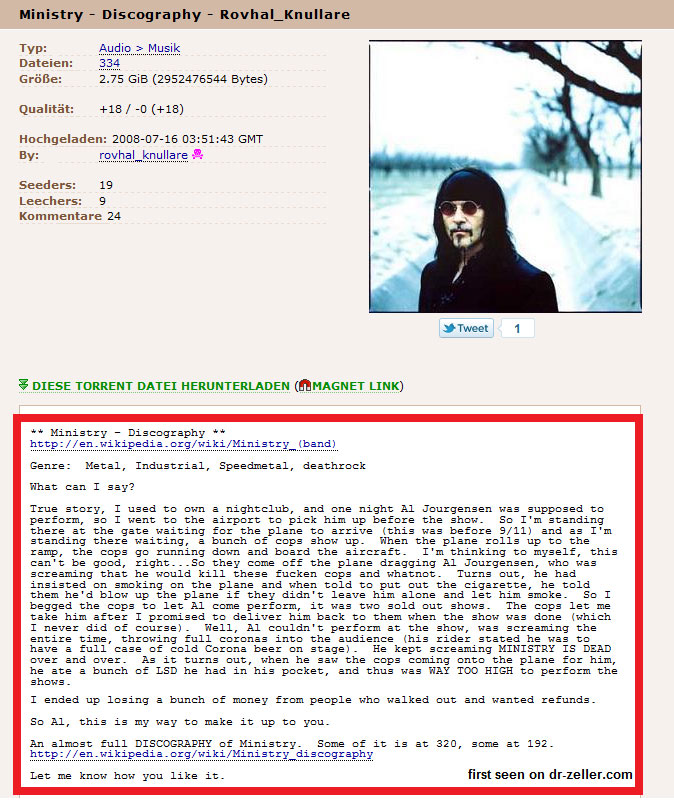 Ministry - Discography - Rovhal_Knullare
Typ: Audio > Musik
Dateien: 334
Größe: 2.75 GiB (2952476544 Bytes)
Qualität: +18 / -0 (+18)
Hochgeladen: 2008-07-16 03:51:43 GMT
By: rovhal_knullare
Seeders: 19
Leechers: 9
Kommentare 24
Tweet 1
DIESE TORRENT DATEI HERUNTERLADEN (MAGNET LINK)
** Ministry - Discography **
http://en.wikipedia.org/wiki/Ministry_(band)
Genre: Metal, Industrial, Speedmetal, deathrock
What can I say?
True story, I used to own a nightclub, and one night Al Jourgensen was supposed to
perform, so I went to the airport to pick him up before the show. So I'm standing
there at the gate waiting for the plane to arrive (this was before 9/11) and as I'm
standing there waiting, a bunch of cops show up. When the plane rolls up to the
ramp, the cops go running down and board the aircraft. I'm thinking to myself, this
can't be good, right...So they come off the plane dragging Al Jourgensen, who was
screaming that he would kill these fucken cops and whatnot. Turns out, he had
insisted on smoking on the plane and when told to put out the cigarette, he told
them he'd blow up the plane if they didn't leave him alone and let him smoke. So I
begged the cops to let Al come perform, it was two sold out shows. The cops let me
take him after I promised to deliver him back to them when the show was done (which
I never did of course). Well, Al couldn't perform at the show, was screaming the
entire time, throwing full coronas into the audience (his rider stated he was to
have a full case of cold Corona beer on stage). He kept screaming MINISTRY IS DEAD
over and over. As it turns out, when he saw the cops coming onto the plane for him,
he ate a bunch of LSD he had in his pocket, and thus was WAY TOO HIGH to perform the
shows.
I ended up losing a bunch of money from people who walked out and wanted refunds.
So Al, this is my way to make it up to you.
An almost full DISCOGRAPHY of Ministry. Some of it is at 320, some at 192.
http://en.wikipedia.org/wiki/Ministry_discography
Let me know how you like it.
first seen on dr-zeller.com